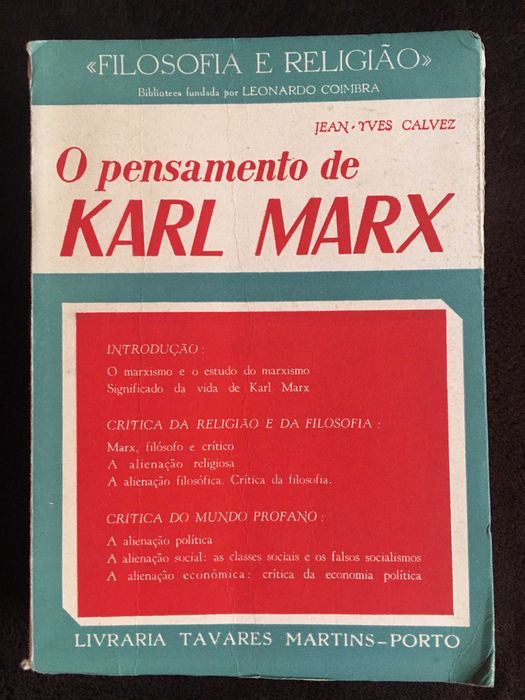 «FILOSOFIA E RELIGIÃO»
Biblioteca fundada por LEONARDO COIMBRA
JEAN-YVES CALVEZ
O pensamento de
KARL MARX
INTRODUÇÃO:
O marxismo e o estudo do marxismo
Significado da vida de Karl Marx
CRÍTICA DA RELIGIÃO E DA FILOSOFIA:
Marx, filósofo e crítico
A alienação religiosa
A alienação filosófica. Crítica da filosofia.
CRÍTICA DO MUNDO PROFANO:
A alienação política
A alienação social: as classes sociais e os falsos socialismos
A alienação económica: crítica da economia política
LIVRARIA TAVARES MARTINS-PORTO